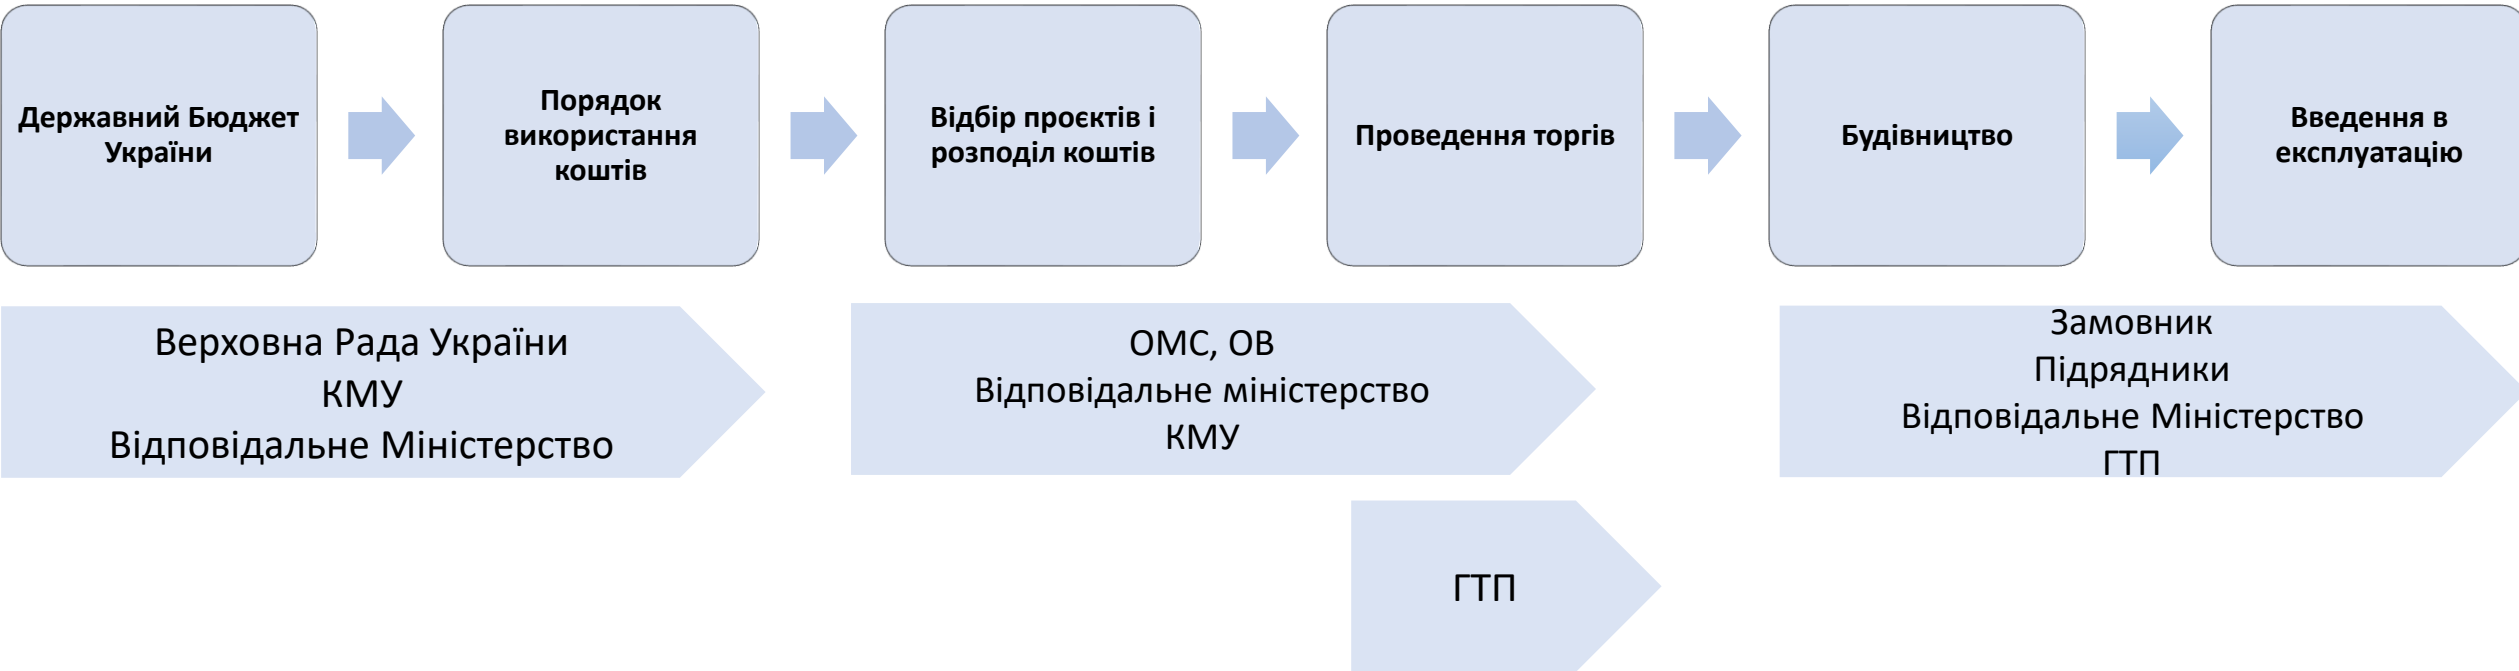 Державний Бюджет
України
Порядок
використання
коштів
Відбір проєктів і
розподіл коштів
Проведення торгів
Будівництво
Введення в
експлуатацію
Верховна Рада України
КМУ
Відповідальне Міністерство
ОМС, ОВ
Відповідальне міністерство
КМУ
Замовник
Підрядники
Відповідальне Міністерство
ГТП
ГТП